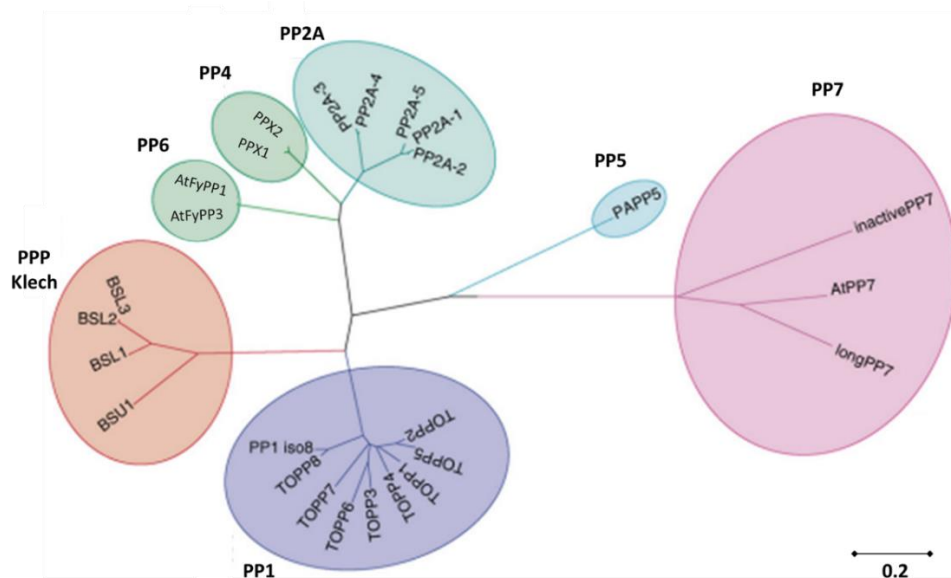 PP2A
PP2A-3
PP2A-4
PP2A-5
PP2A-1
PP2A-2
PP4
PPX2
PPX1
PP6
AtFyPP1
AtFyPP3
PP5
PAPP5
PP7
inactivePP7
AtPP7
longPP7
PPP
Klech
BSL3
BSL2
BSL1
BSU1
PP1 iso8
TOPP8
TOPP7
TOPP6
TOPP3
TOPP4
TOPP1
TOPP5
TOPP2
PP1
0.2